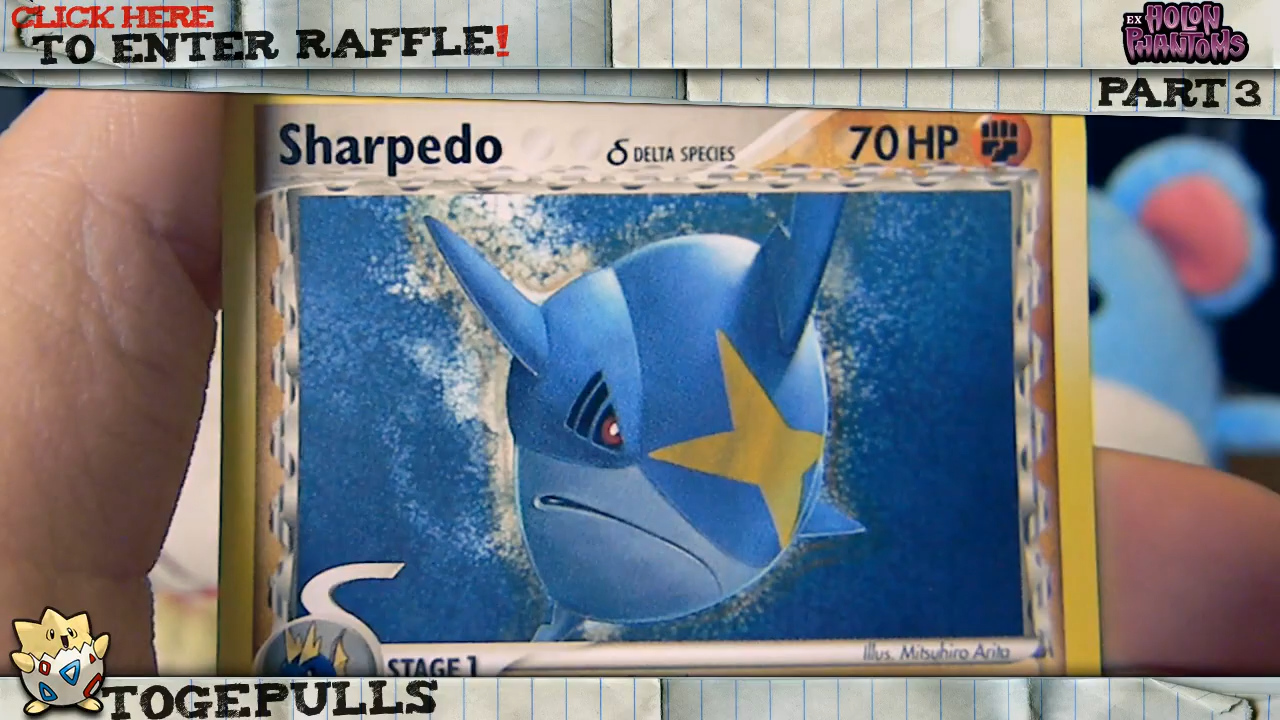 CLICK HERE
TO ENTER RAFFLE!
EX HOLON
PHANTOMS
PART 3
Sharpedo
δ DELTA SPECIES
70 HP
STAGE 1
Illus. Mitsuhiro Arita
TOGEPULLS